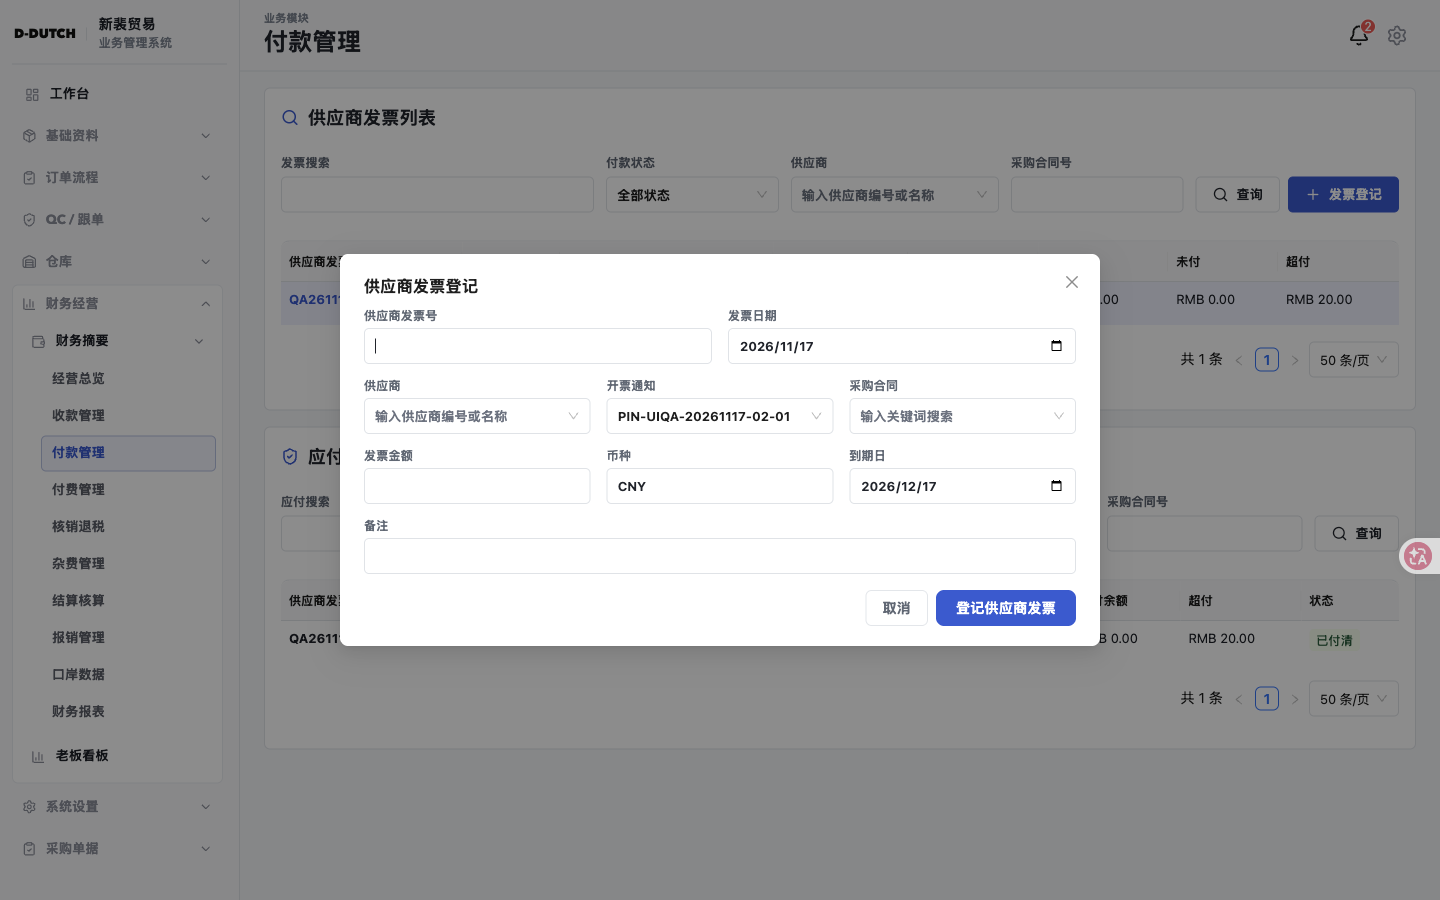 D-DUTCH
新裴贸易
业务管理系统
工作台
基础资料
订单流程
QC / 跟单
仓库
财务经营
财务摘要
经营总览
收款管理
付款管理
付费管理
核销退税
杂费管理
结算核算
报销管理
口岸数据
财务报表
老板看板
系统设置
采购单据
业务模块
付款管理
2
供应商发票列表
发票搜索
付款状态
供应商
采购合同号
全部状态
输入供应商编号或名称
查询
发票登记
供应商发
未付
超付
QA2611
.00
RMB 0.00
RMB 20.00
共 1 条
1
50 条/页
供应商发票登记
供应商发票号
发票日期
2026/11/17
供应商
开票通知
采购合同
输入供应商编号或名称
PIN-UIQA-20261117-02-01
输入关键词搜索
发票金额
币种
到期日
CNY
2026/12/17
备注
取消
登记供应商发票
应付
应付搜索
采购合同号
查询
供应商发
余额
超付
状态
QA2611
B 0.00
RMB 20.00
已付清
共 1 条
1
50 条/页